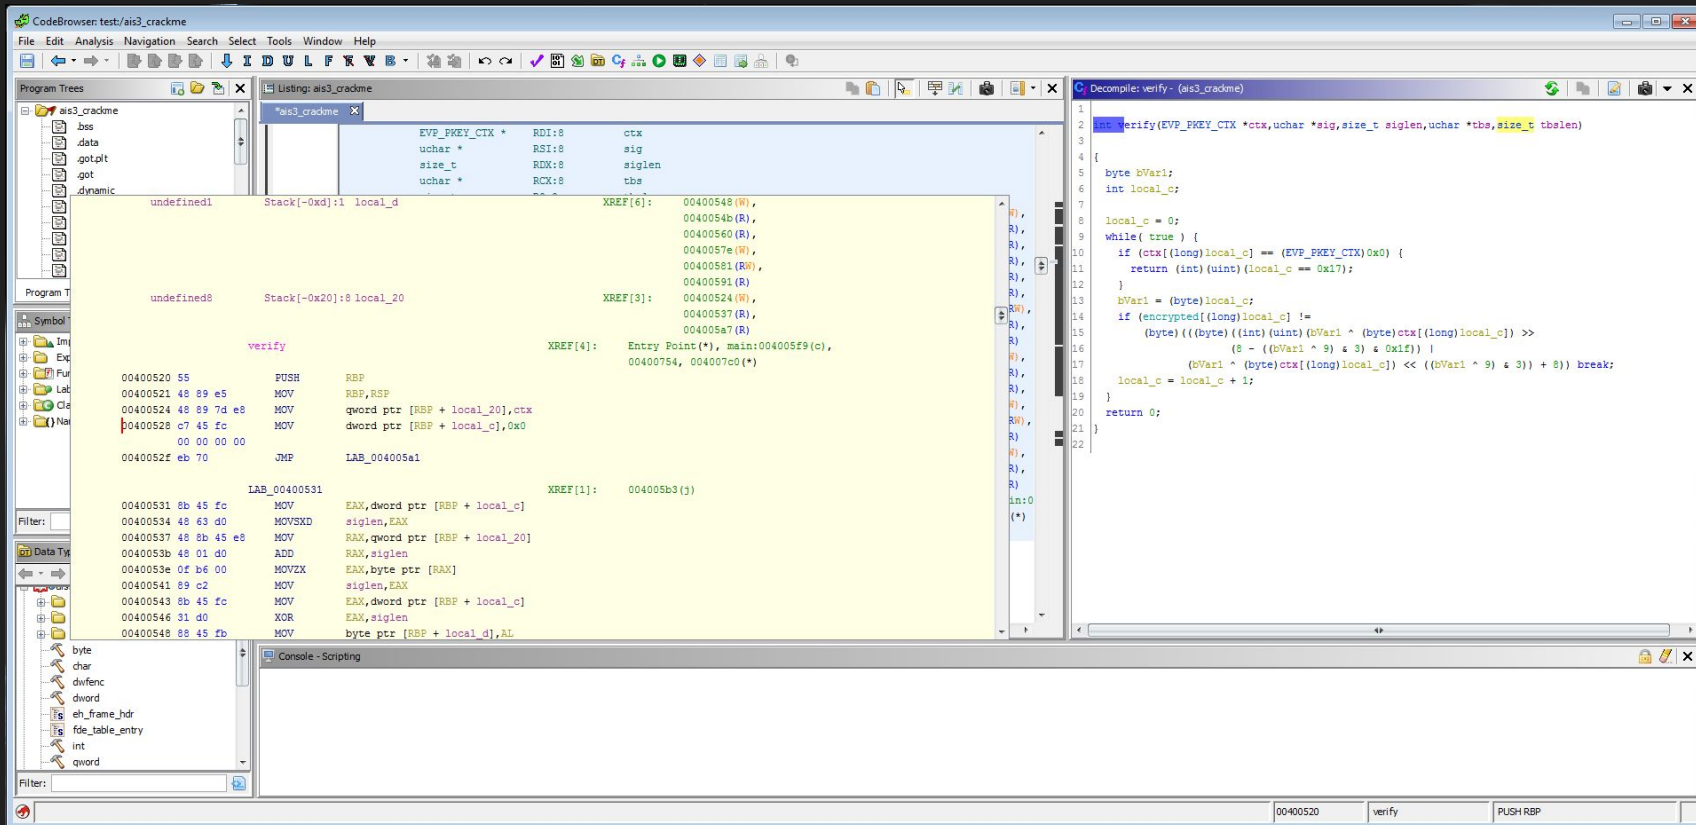 CodeBrowser: test:/ais3_crackme
File Edit Analysis Navigation Search Select Tools Window Help
I D U L F B
Program Trees
ais3_crackme
.bss
.data
.got.plt
.got
.dynamic
Program T
Symbol
Im
Exp
Fur
Lab
Cla
Na
Filter:
Data Ty
byte
char
dwfenc
dword
eh_frame_hdr
fde_table_entry
int
qword
Filter:
Listing: ais3_crackme
*ais3_crackme
EVP_PKEY_CTX * RDI:8 ctx
uchar * RSI:8 sig
size_t RDX:8 siglen
uchar * RCX:8 tbs
undefined1 Stack[-0xd]:1 local_d XREF[6]: 00400548(W),
0040054b(R),
00400560(R),
0040057e(W),
00400581(RW),
00400591(R)
undefined8 Stack[-0x20]:8 local_20 XREF[3]: 00400524(W),
00400537(R),
004005a7(R)
verify XREF[4]: Entry Point(*), main:004005f9(c),
00400754, 004007c0(*)
00400520 55 PUSH RBP
00400521 48 89 e5 MOV RBP,RSP
00400524 48 89 7d e8 MOV qword ptr [RBP + local_20],ctx
00400528 c7 45 fc MOV dword ptr [RBP + local_c],0x0
00 00 00 00
0040052f eb 70 JMP LAB_004005a1
LAB_00400531 XREF[1]: 004005b3(j)
00400531 8b 45 fc MOV EAX,dword ptr [RBP + local_c]
00400534 48 63 d0 MOVSXD siglen,EAX
00400537 48 8b 45 e8 MOV RAX,qword ptr [RBP + local_20]
0040053b 48 01 d0 ADD RAX,siglen
0040053e 0f b6 00 MOVZX EAX,byte ptr [RAX]
00400541 89 c2 MOV siglen,EAX
00400543 8b 45 fc MOV EAX,dword ptr [RBP + local_c]
00400546 31 d0 XOR EAX,siglen
00400548 88 45 fb MOV byte ptr [RBP + local_d],AL
Decompile: verify - (ais3_crackme)
1
2 int verify(EVP_PKEY_CTX *ctx,uchar *sig,size_t siglen,uchar *tbs,size_t tbslen)
3
4 {
5 byte bVar1;
6 int local_c;
7
8 local_c = 0;
9 while( true ) {
10 if (ctx[(long)local_c] == (EVP_PKEY_CTX)0x0) {
11 return (int)(uint)(local_c == 0x17);
12 }
13 bVar1 = (byte)local_c;
14 if (encrypted[(long)local_c] !=
15 (byte)(((byte)((int)(uint)(bVar1 ^ (byte)ctx[(long)local_c]) >>
16 (8 - ((bVar1 ^ 9) & 3) & 0x1f)) |
17 (bVar1 ^ (byte)ctx[(long)local_c]) << ((bVar1 ^ 9) & 3)) + 8)) break;
18 local_c = local_c + 1;
19 }
20 return 0;
21 }
22
Console - Scripting
00400520 verify PUSH RBP